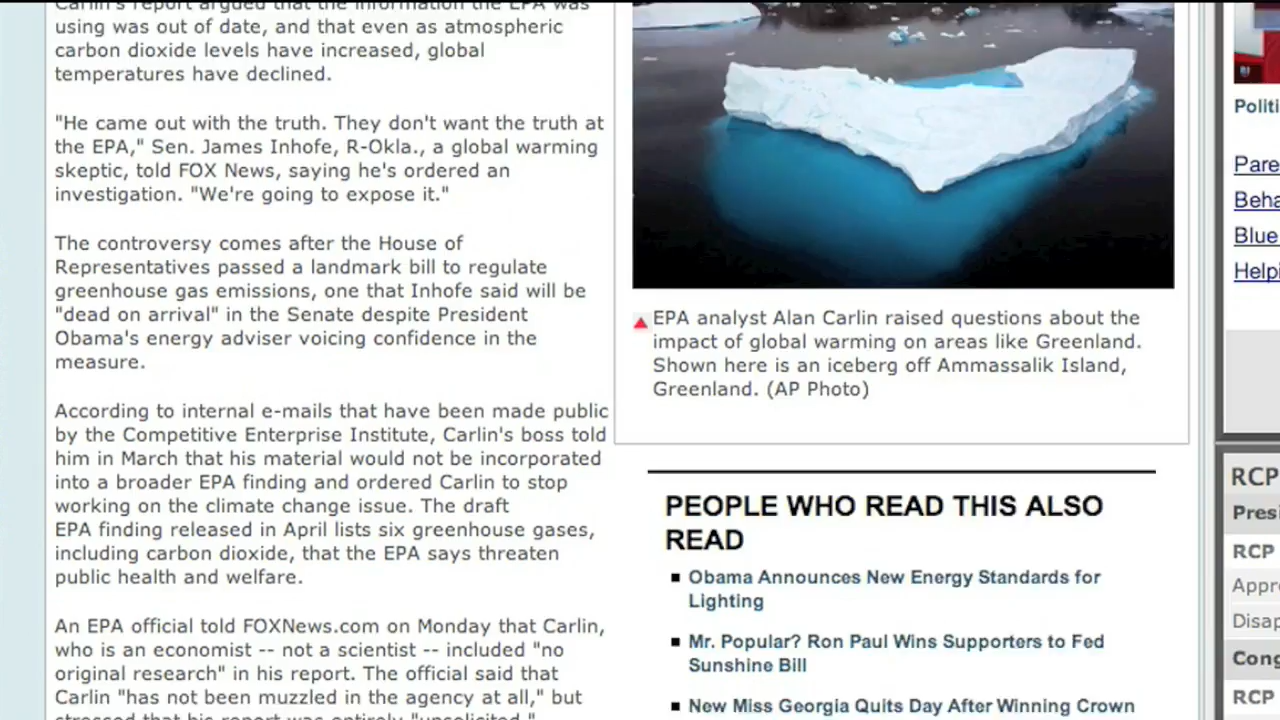 Carlin's report argued that the information the EPA was
using was out of date, and that even as atmospheric
carbon dioxide levels have increased, global
temperatures have declined.
"He came out with the truth. They don't want the truth at
the EPA," Sen. James Inhofe, R-Okla., a global warming
skeptic, told FOX News, saying he's ordered an
investigation. "We're going to expose it."
The controversy comes after the House of
Representatives passed a landmark bill to regulate
greenhouse gas emissions, one that Inhofe said will be
"dead on arrival" in the Senate despite President
Obama's energy adviser voicing confidence in the
measure.
According to internal e-mails that have been made public
by the Competitive Enterprise Institute, Carlin's boss told
him in March that his material would not be incorporated
into a broader EPA finding and ordered Carlin to stop
working on the climate change issue. The draft
EPA finding released in April lists six greenhouse gases,
including carbon dioxide, that the EPA says threaten
public health and welfare.
An EPA official told FOXNews.com on Monday that Carlin,
who is an economist -- not a scientist -- included "no
original research" in his report. The official said that
Carlin "has not been muzzled in the agency at all," but
stressed that his report was entirely "unsolicited."
EPA analyst Alan Carlin raised questions about the
impact of global warming on areas like Greenland.
Shown here is an iceberg off Ammassalik Island,
Greenland. (AP Photo)
PEOPLE WHO READ THIS ALSO
READ
Obama Announces New Energy Standards for
Lighting
Mr. Popular? Ron Paul Wins Supporters to Fed
Sunshine Bill
New Miss Georgia Quits Day After Winning Crown
Politi
Pare
Beha
Blue
Helpi
RCP
Presi
RCP
Appro
Disap
Cong
RCP